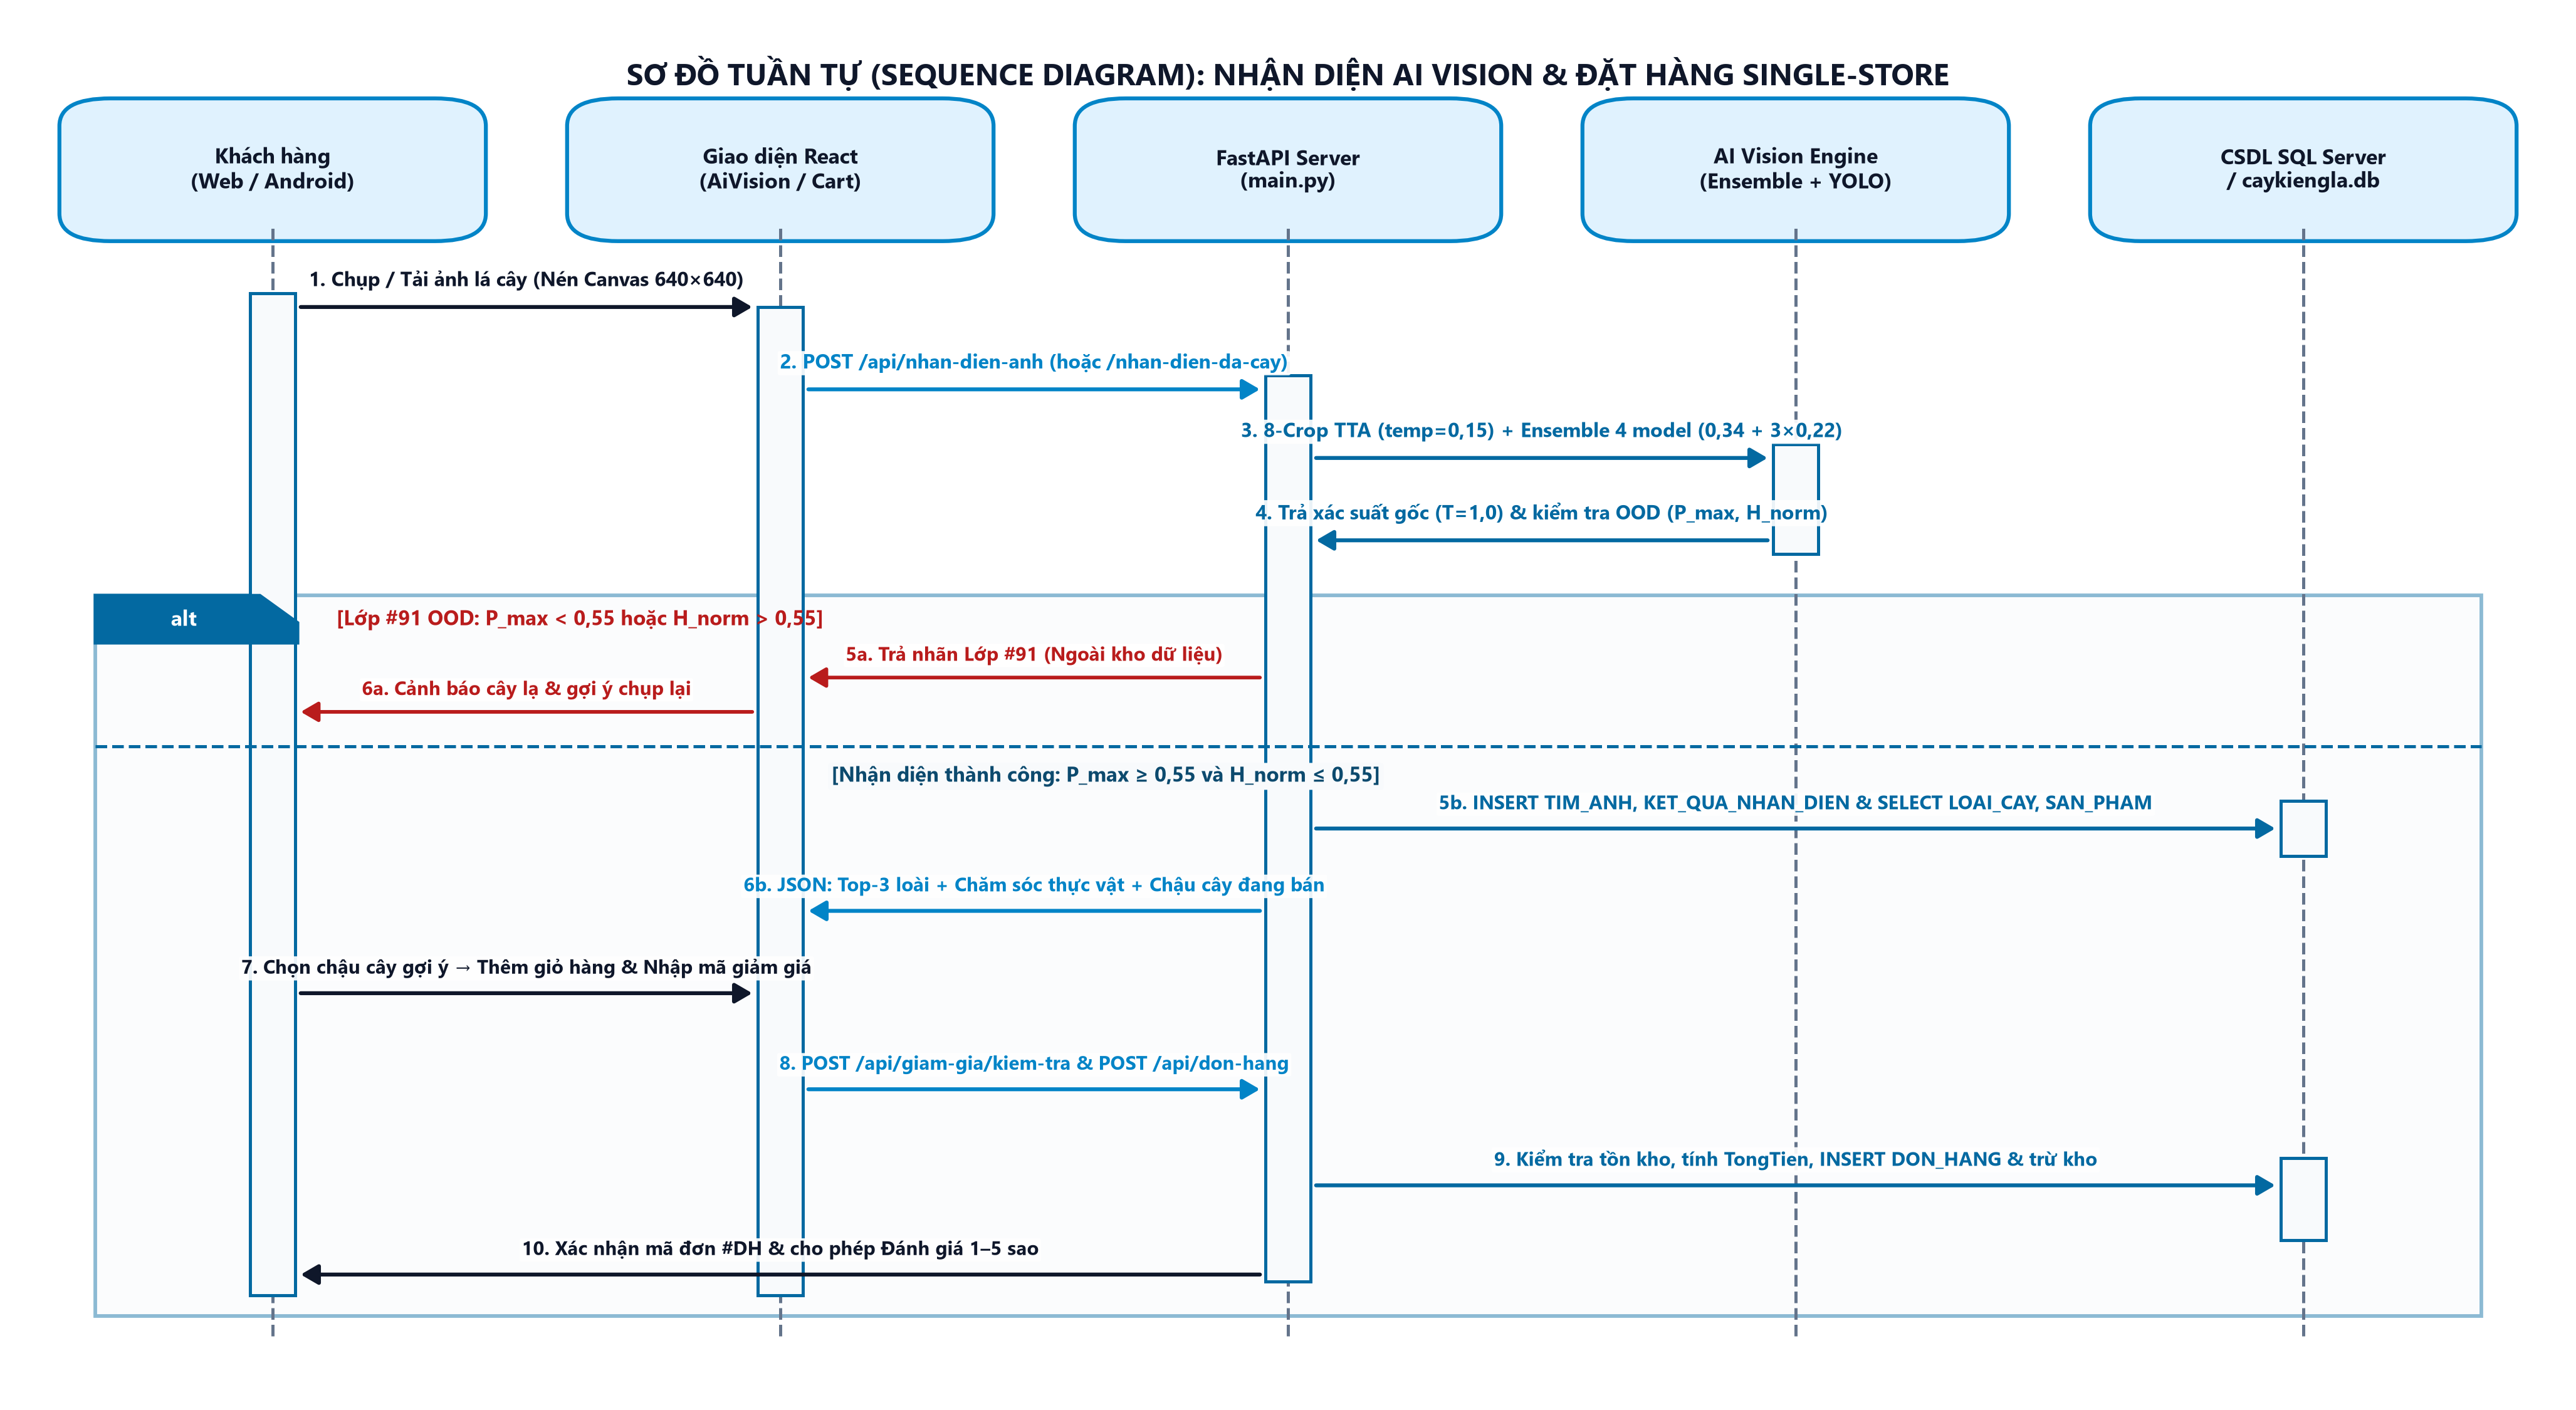 SƠ ĐỒ TUẦN TỰ (SEQUENCE DIAGRAM): NHẬN DIỆN AI VISION & ĐẶT HÀNG SINGLE-STORE
Khách hàng
(Web / Android)
Giao diện React
(AiVision / Cart)
FastAPI Server
(main.py)
AI Vision Engine
(Ensemble + YOLO)
CSDL SQL Server
/ caykiengla.db
1. Chụp / Tải ảnh lá cây (Nén Canvas 640×640)
2. POST /api/nhan-dien-anh (hoặc /nhan-dien-da-cay)
3. 8-Crop TTA (temp=0,15) + Ensemble 4 model (0,34 + 3×0,22)
4. Trả xác suất gốc (T=1,0) & kiểm tra OOD (P_max, H_norm)
alt
[Lớp #91 OOD: P_max < 0,55 hoặc H_norm > 0,55]
5a. Trả nhãn Lớp #91 (Ngoài kho dữ liệu)
6a. Cảnh báo cây lạ & gợi ý chụp lại
[Nhận diện thành công: P_max ≥ 0,55 và H_norm ≤ 0,55]
5b. INSERT TIM_ANH, KET_QUA_NHAN_DIEN & SELECT LOAI_CAY, SAN_PHAM
6b. JSON: Top-3 loài + Chăm sóc thực vật + Chậu cây đang bán
7. Chọn chậu cây gợi ý → Thêm giỏ hàng & Nhập mã giảm giá
8. POST /api/giam-gia/kiem-tra & POST /api/don-hang
9. Kiểm tra tồn kho, tính TongTien, INSERT DON_HANG & trừ kho
10. Xác nhận mã đơn #DH & cho phép Đánh giá 1–5 sao